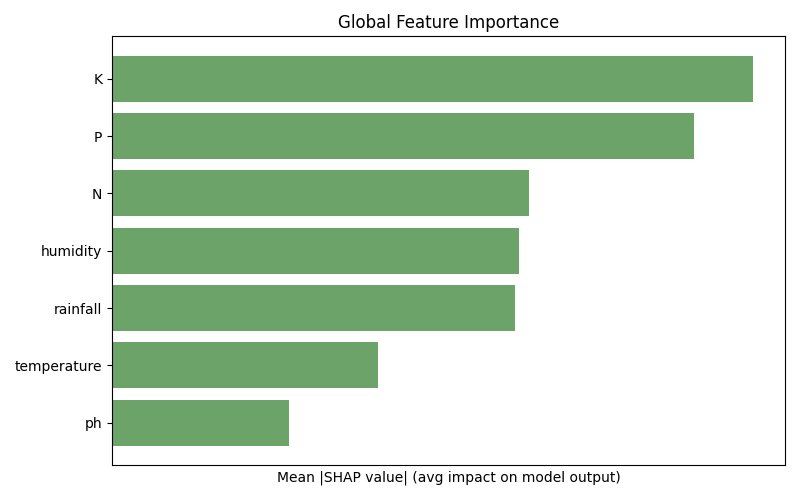 Global Feature Importance
K
P
N
humidity
rainfall
temperature
ph
Mean |SHAP value| (avg impact on model output)